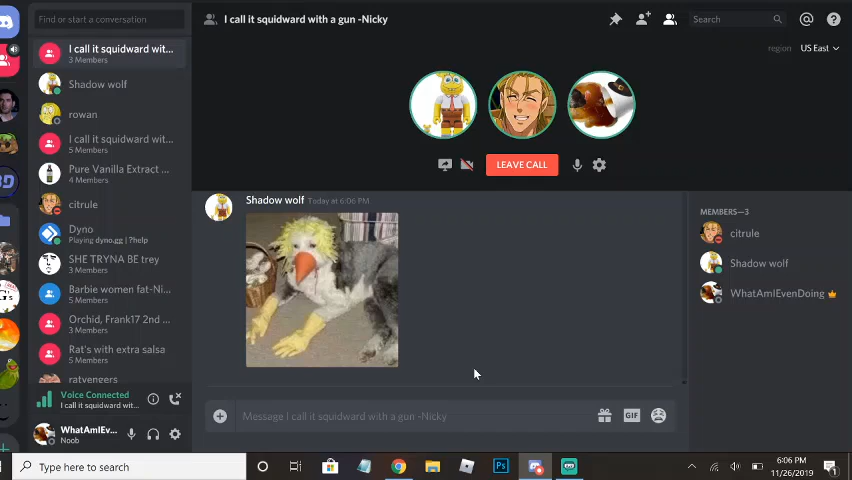 Find or start a conversation
I call it squidward with a gun -Nicky
Search
region
US East
I call it squidward wit...
3 Members
Shadow wolf
rowan
I call it squidward wit...
5 Members
Pure Vanilla Extract ...
4 Members
citrule
Dyno
Playing dyno.gg | ?help
SHE TRYNA BE trey
3 Members
Barbie women fat-Ni...
Orchid, Frank17 2nd ...
3 Members
Rat's with extra salsa
5 Members
ratvengers
Voice Connected
I call it squidward wit...
WhatAmIEv...
Noob
LEAVE CALL
Shadow wolf Today at 6:06 PM
Message I call it squidward with a gun -Nicky
GIF
MEMBERS—3
citrule
Shadow wolf
WhatAmIEvenDoing
Type here to search
Ps
6:06 PM
11/26/2019
1